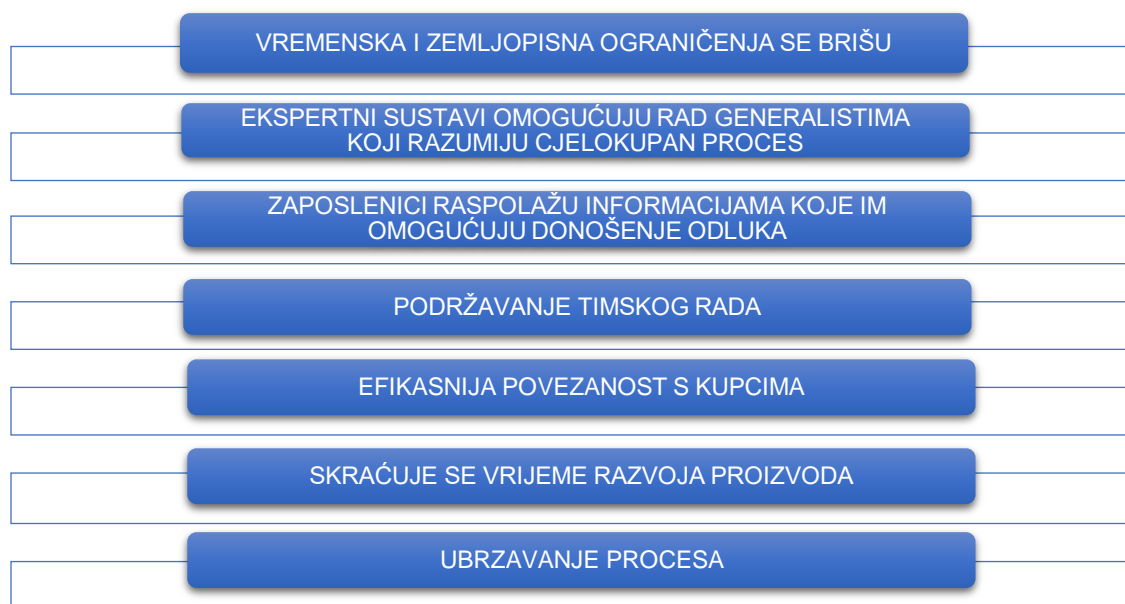 VREMENSKA I ZEMLJOPISNA OGRANIČENJA SE BRIŠU
EKSPERTNI SUSTAVI OMOGUĆUJU RAD GENERALISTIMA
KOJI RAZUMIJU CJELOKUPAN PROCES
ZAPOSLENICI RASPOLAŽU INFORMACIJAMA KOJE IM
OMOGUĆUJU DONOŠENJE ODLUKA
PODRŽAVANJE TIMSKOG RADA
EFIKASNIJA POVEZANOST S KUPCIMA
SKRAĆUJE SE VRIJEME RAZVOJA PROIZVODA
UBRZAVANJE PROCESA